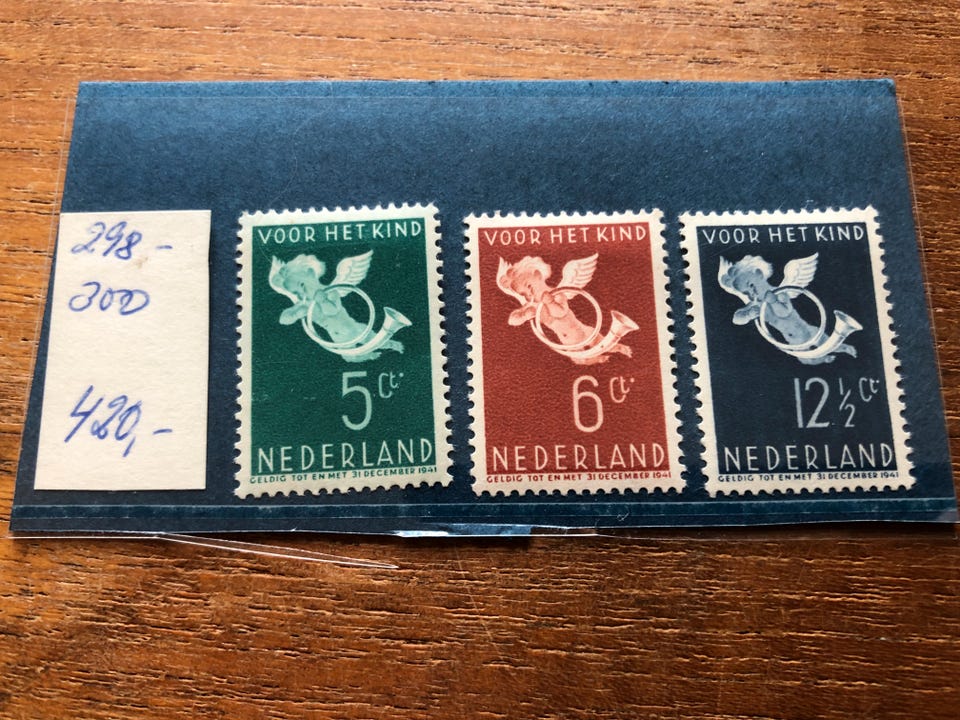 298 -
300
420,-
VOOR HET KIND
5 Ct.
NEDERLAND
GELDIG TOT EN MET 31 DECEMBER 1941
VOOR HET KIND
6 Ct.
NEDERLAND
GELDIG TOT EN MET 31 DECEMBER 1941
VOOR HET KIND
12 ½ Ct.
NEDERLAND
GELDIG TOT EN MET 31 DECEMBER 1941